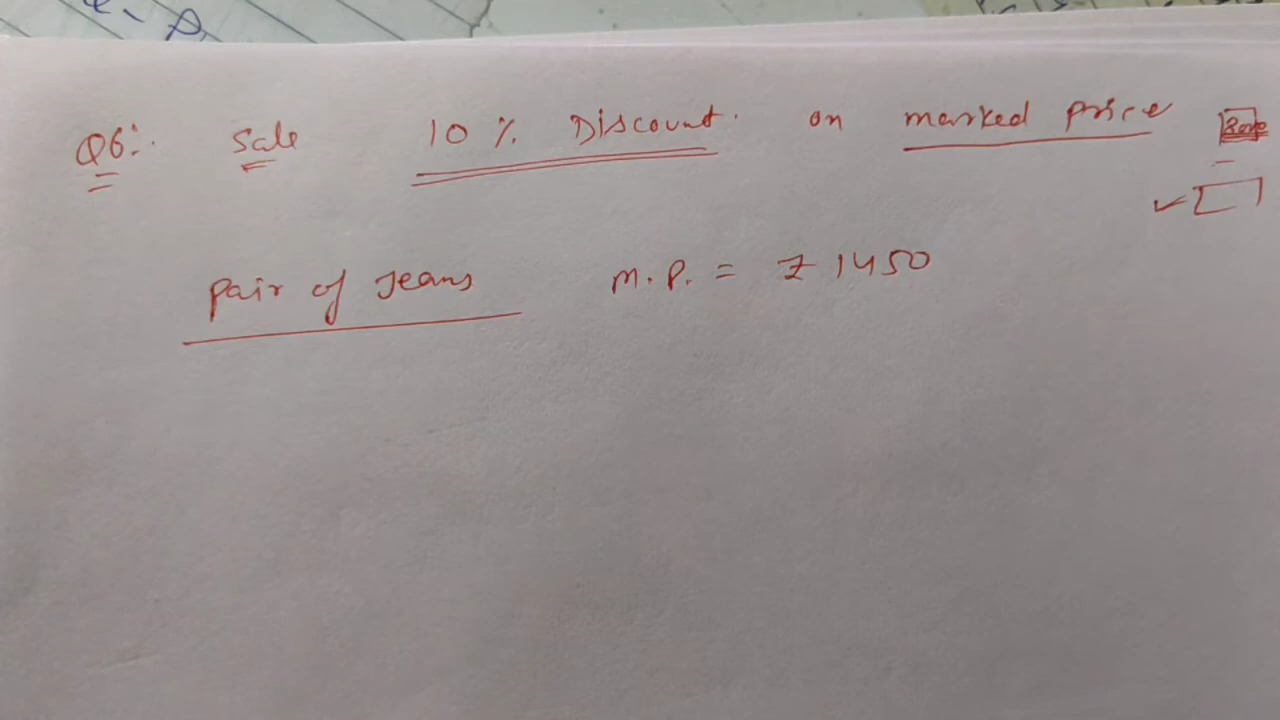 Q6:. Sale 10 % Discount. on marked price
Pair of Jeans M.P. = ₹ 1450